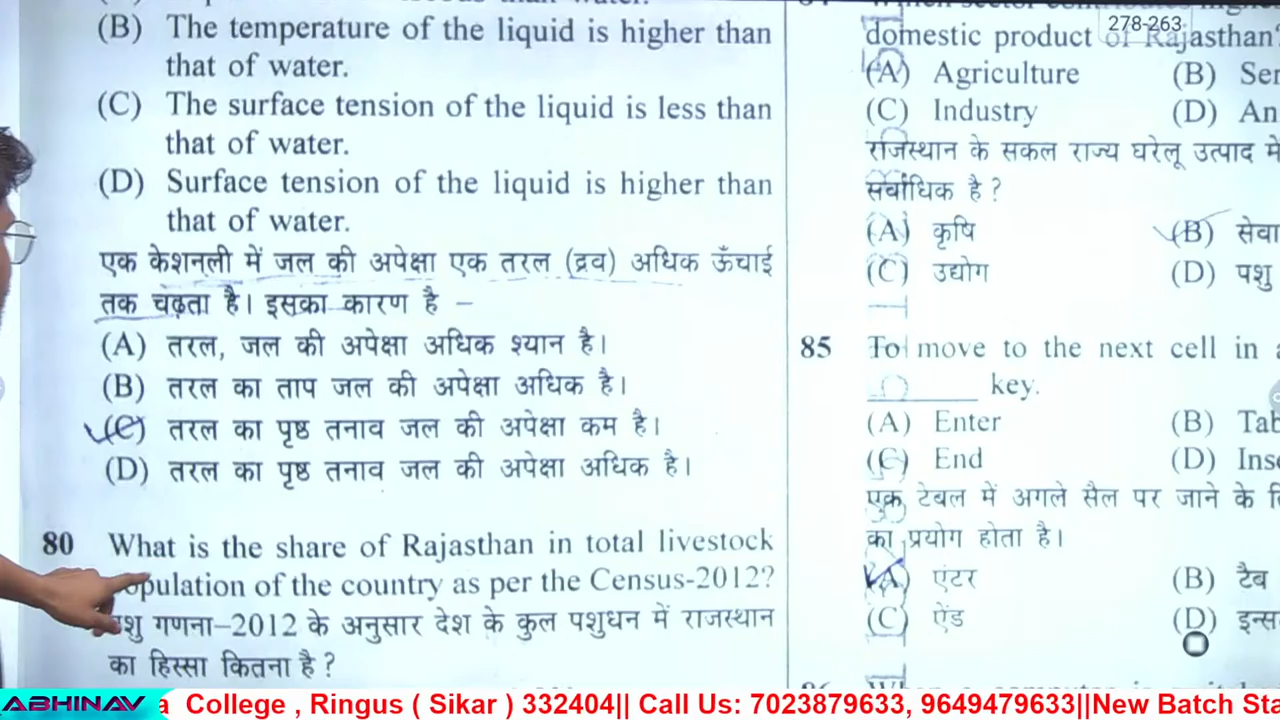 (B) The temperature of the liquid is higher than
that of water.
(C) The surface tension of the liquid is less than
that of water.
(D) Surface tension of the liquid is higher than
that of water.
एक केशनली में जल की अपेक्षा एक तरल (द्रव) अधिक ऊँचाई
तक चढ़ता है। इसका कारण है –
(A) तरल, जल की अपेक्षा अधिक श्यान है।
(B) तरल का ताप जल की अपेक्षा अधिक है।
(C) तरल का पृष्ठ तनाव जल की अपेक्षा कम है।
(D) तरल का पृष्ठ तनाव जल की अपेक्षा अधिक है।
80 What is the share of Rajasthan in total livestock
opulation of the country as per the Census-2012?
शु गणना–2012 के अनुसार देश के कुल पशुधन में राजस्थान
का हिस्सा कितना है ?
278-263
domestic product of Rajasthan'
(A) Agriculture (B) Ser
(C) Industry (D) An
राजस्थान के सकल राज्य घरेलू उत्पाद मे
सर्वाधिक है ?
(A) कृषि (B) सेवा
(C) उद्योग (D) पशु
85 To move to the next cell in a
key.
(A) Enter (B) Tab
(C) End (D) Inse
एक टेबल में अगले सैल पर जाने के
का प्रयोग होता है।
(A) एंटर (B) टैब
(C) ऐंड (D) इन्स
ABHINAV a College , Ringus ( Sikar ) 332404|| Call Us: 7023879633, 9649479633||New Batch Sta